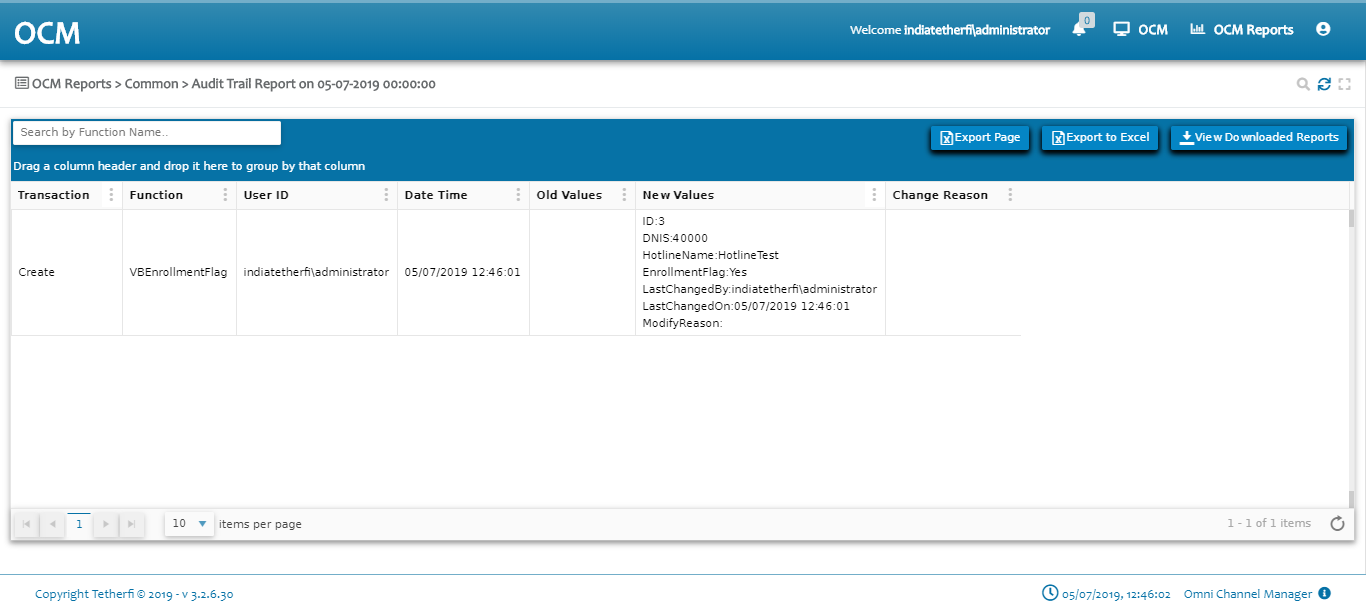 OCM
Welcome indiatetherfi\administrator
0
OCM
OCM Reports
OCM Reports > Common > Audit Trail Report on 05-07-2019 00:00:00
Search by Function Name..
Export Page
Export to Excel
View Downloaded Reports
Drag a column header and drop it here to group by that column
Transaction Function User ID Date Time Old Values New Values Change Reason
Create VBEnrollmentFlag indiatetherfi\administrator 05/07/2019 12:46:01
ID:3
DNIS:40000
HotlineName:HotlineTest
EnrollmentFlag:Yes
LastChangedBy:indiatetherfi\administrator
LastChangedOn:05/07/2019 12:46:01
ModifyReason:
1
10 items per page
1 - 1 of 1 items
Copyright Tetherfi © 2019 - v 3.2.6.30
05/07/2019, 12:46:02
Omni Channel Manager